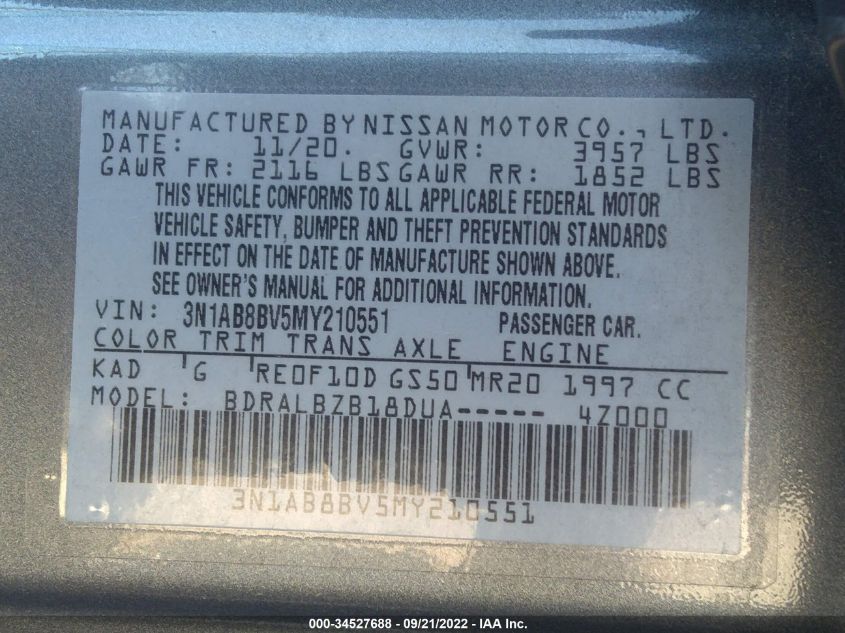 MANUFACTURED BY NISSAN MOTOR CO., LTD.
DATE: 11/20. GVWR: 3957 LBS
GAWR FR: 2116 LBS GAWR RR: 1852 LBS
THIS VEHICLE CONFORMS TO ALL APPLICABLE FEDERAL MOTOR
VEHICLE SAFETY, BUMPER AND THEFT PREVENTION STANDARDS
IN EFFECT ON THE DATE OF MANUFACTURE SHOWN ABOVE.
SEE OWNER'S MANUAL FOR ADDITIONAL INFORMATION.
VIN: 3N1AB8BV5MY210551 PASSENGER CAR.
COLOR TRIM TRANS AXLE ENGINE
KAD G RE0F10D GS50 MR20 1997 CC
MODEL: BDRALBZB18DUA----- 4Z000
3N1AB8BV5MY210551
000-34527688 - 09/21/2022 - IAA Inc.